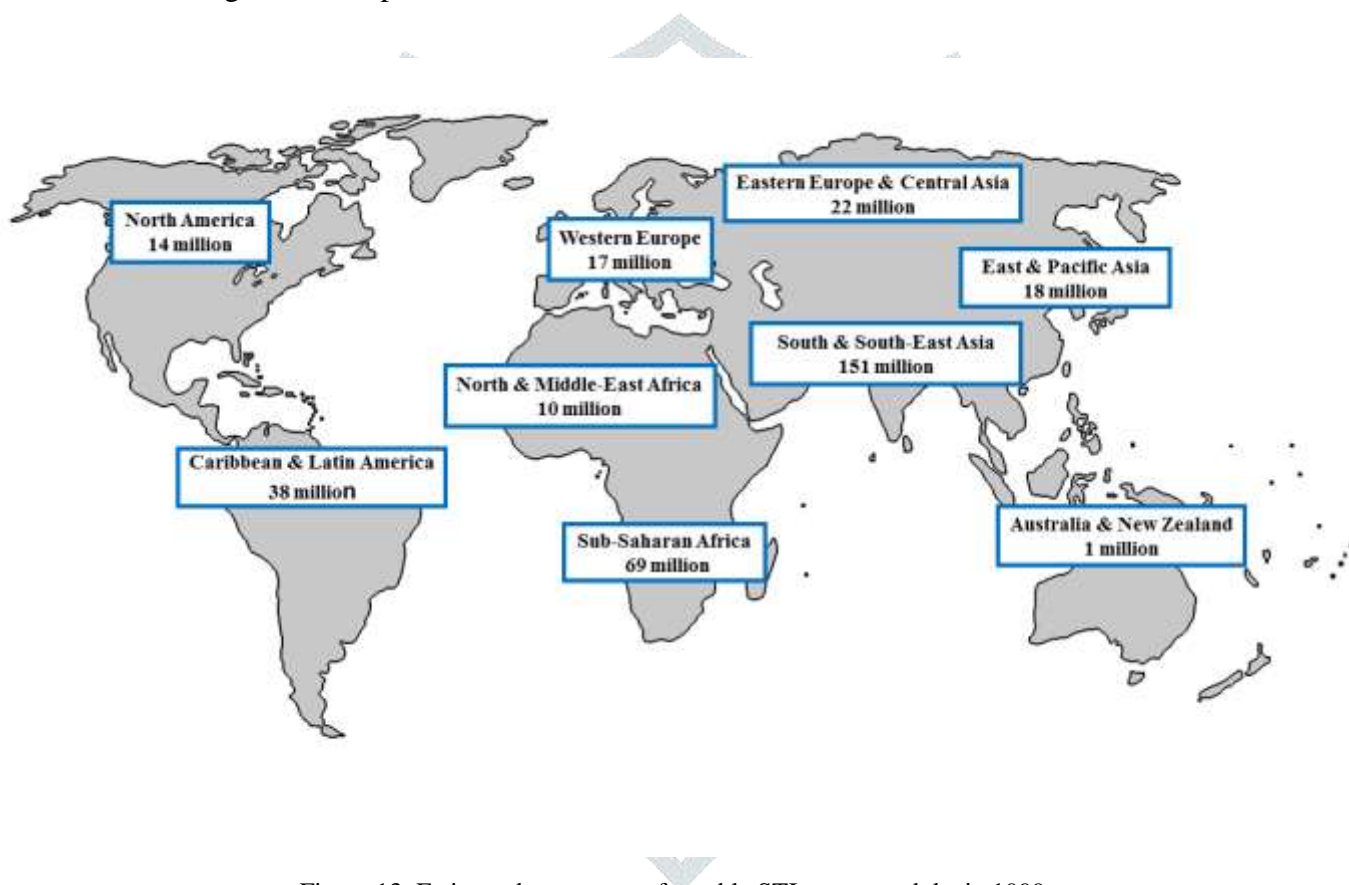 North America
14 million
Western Europe
17 million
Eastern Europe & Central Asia
22 million
East & Pacific Asia
18 million
South & South-East Asia
151 million
North & Middle-East Africa
10 million
Caribbean & Latin America
38 million
Sub-Saharan Africa
69 million
Australia & New Zealand
1 million